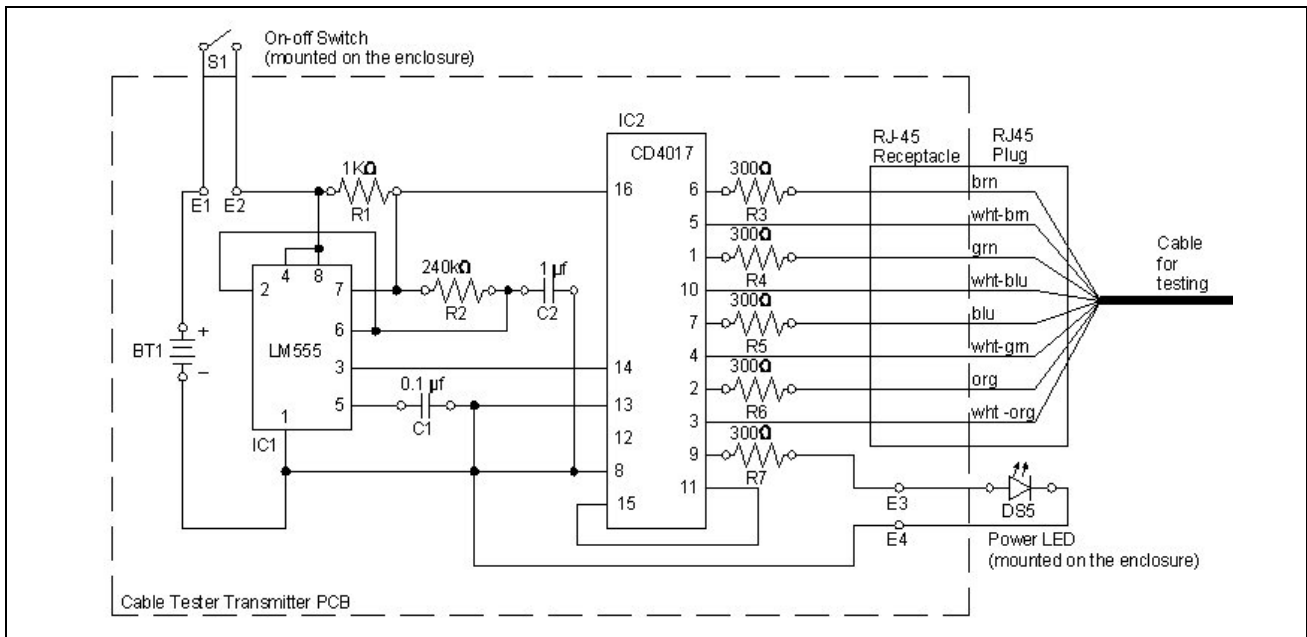 On-off Switch
(mounted on the enclosure)
S1
E1
E2
1KΩ
R1
IC2
CD4017
16
14
13
12
8
15
6
5
1
10
7
4
2
3
9
11
300Ω
R3
300Ω
R4
300Ω
R5
300Ω
R6
300Ω
R7
RJ-45
Receptacle
RJ45
Plug
brn
wht-brn
grn
wht-blu
blu
wht-grn
org
wht -org
Cable
for
testing
4
8
2
7
6
3
5
1
LM555
IC1
240kΩ
R2
1 µf
C2
0.1 µf
C1
BT1
+
–
E3
E4
DS5
Power LED
(mounted on the enclosure)
Cable Tester Transmitter PCB